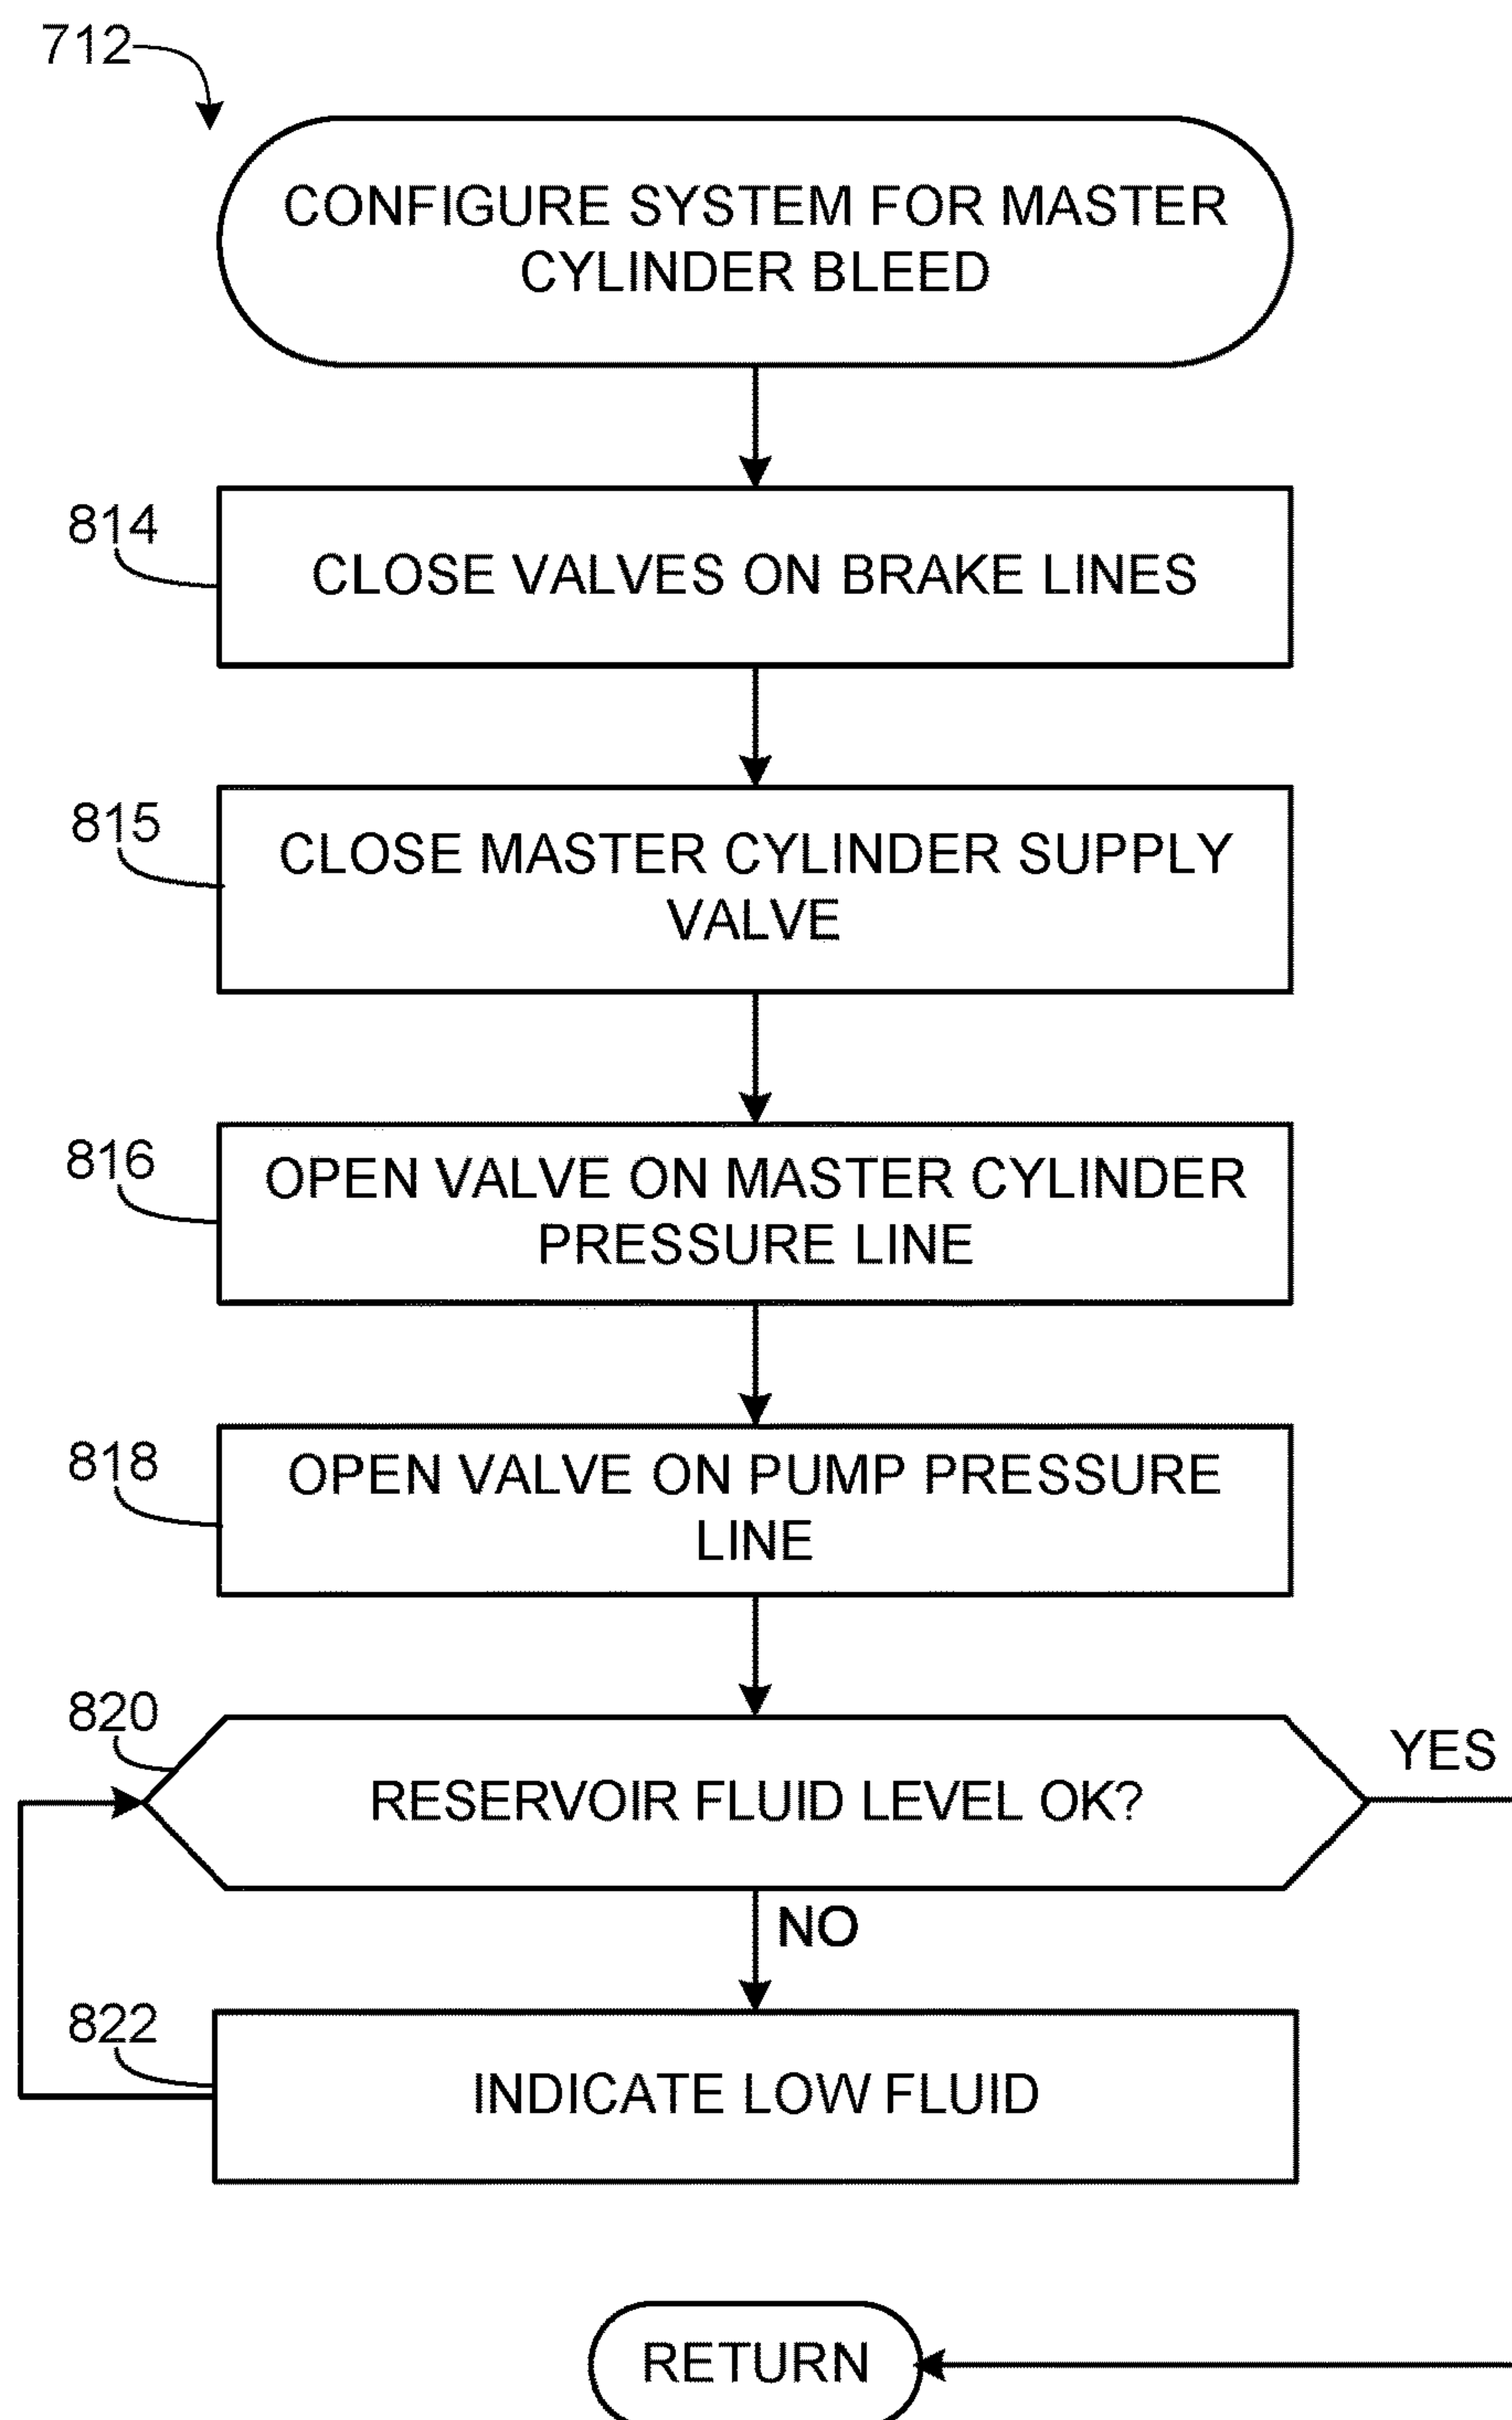 712
CONFIGURE SYSTEM FOR MASTER
CYLINDER BLEED
814
CLOSE VALVES ON BRAKE LINES
815
CLOSE MASTER CYLINDER SUPPLY
VALVE
816
OPEN VALVE ON MASTER CYLINDER
PRESSURE LINE
818
OPEN VALVE ON PUMP PRESSURE
LINE
820
RESERVOIR FLUID LEVEL OK?
YES
NO
822
INDICATE LOW FLUID
RETURN